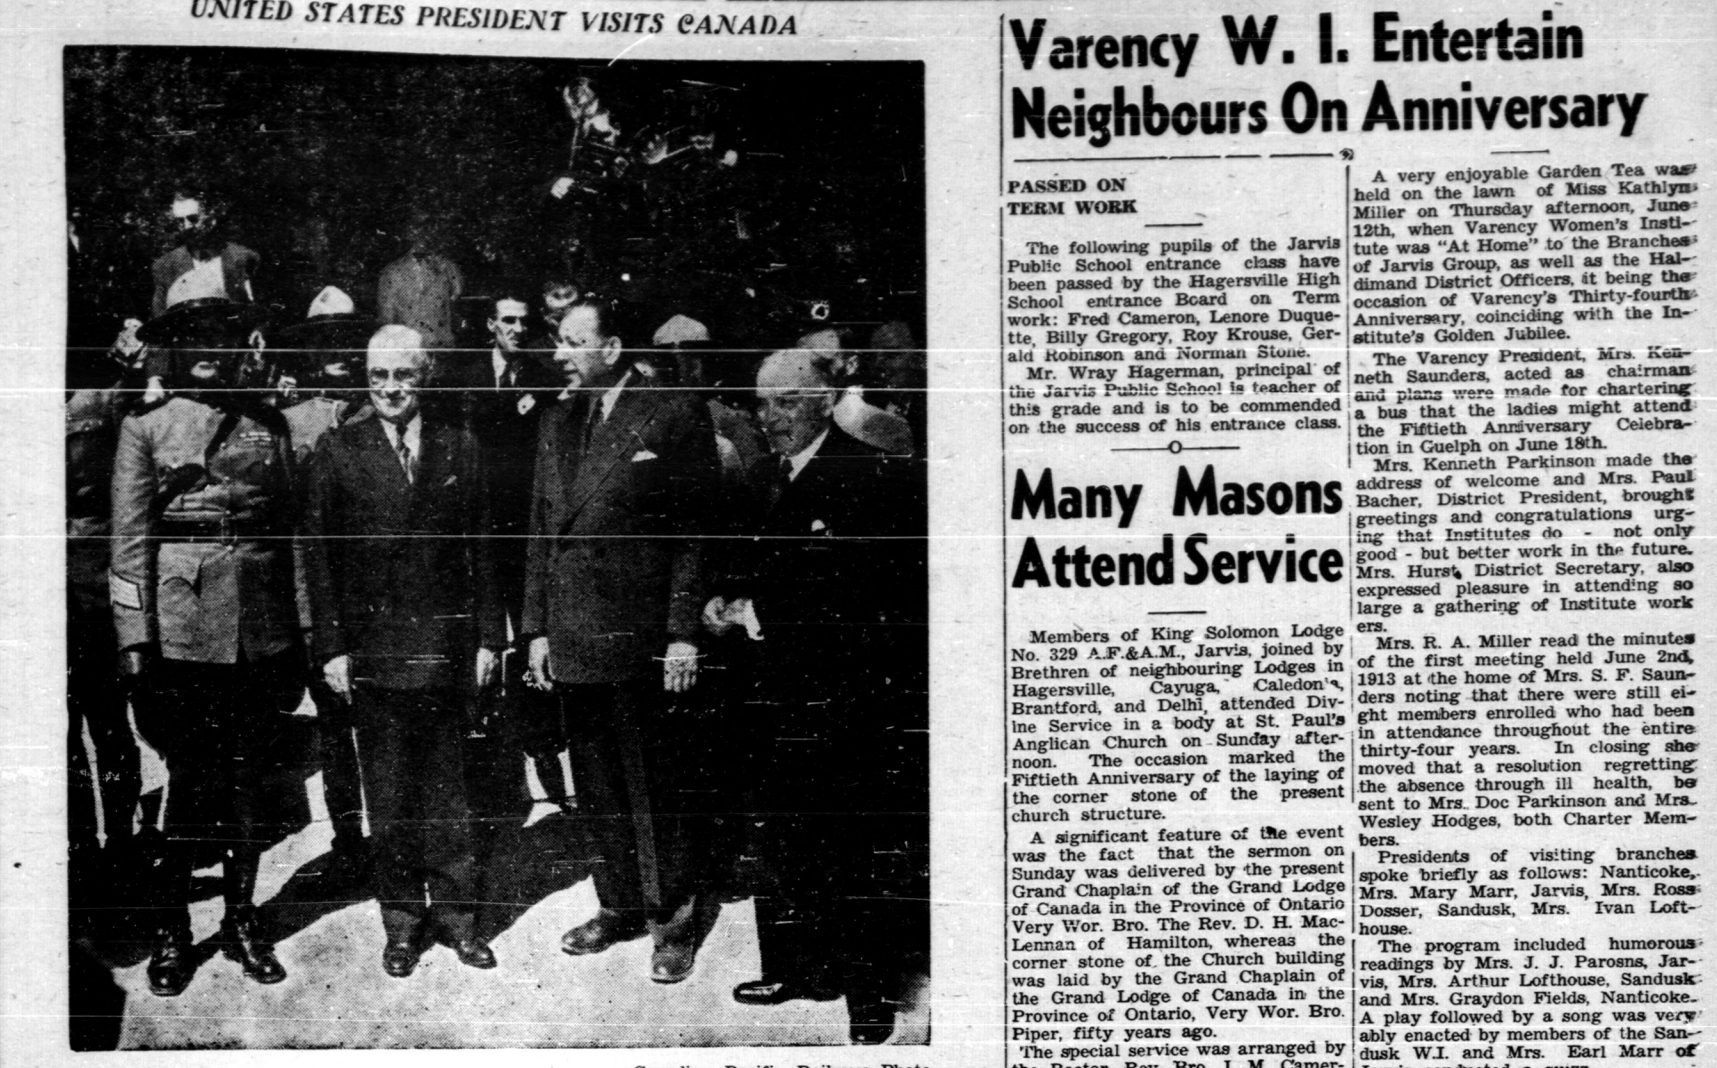 UNITED STATES PRESIDENT VISITS CANADA
Canadian Pacific Railway Photo
Varency W. I. Entertain
Neighbours On Anniversary
PASSED ON
TERM WORK
The following pupils of the Jarvis
Public School entrance class have
been passed by the Hagersville High
School entrance Board on Term
work: Fred Cameron, Lenore Duque-
tte, Billy Gregory, Roy Krouse, Ger-
ald Robinson and Norman Stone.
Mr. Wray Hagerman, principal of
the Jarvis Public School is teacher of
this grade and is to be commended
on the success of his entrance class.
Many Masons
Attend Service
Members of King Solomon Lodge
No. 329 A.F.&A.M., Jarvis, joined by
Brethren of neighbouring Lodges in
Hagersville, Cayuga,
Brantford, and Delhi, attended Div-
ine Service in a body at St. Paul's
Anglican Church on Sunday after-
noon. The occasion marked the
Fiftieth Anniversary of the laying of
the corner stone of the present
church structure.
A significant feature of the event
was the fact that the sermon on
Sunday was delivered by the present
Grand Chaplain of the Grand Lodge
of Canada in the Province of Ontario
Very Wor. Bro. The Rev. D. H. Mac-
Lennan of Hamilton, whereas the
corner stone of the Church building
was laid by the Grand Chaplain of
the Grand Lodge of Canada in the
Province of Ontario, Very Wor. Bro.
Piper, fifty years ago.
The special service was arranged by
the Rector Rev. Bro. J. M. Camer-
A very enjoyable Garden Tea was
held on the lawn of Miss Kathlyn
Miller on Thursday afternoon, June
12th, when Varency Women's Insti-
tute was "At Home" to the Branches
of Jarvis Group, as well as the Hal-
dimand District Officers, it being the
occasion of Varency's Thirty-fourth
Anniversary, coinciding with the In-
stitute's Golden Jubilee.
The Varency President, Mrs. Ken-
neth Saunders, acted as chairman
and plans were made for chartering
a bus that the ladies might attend
the Fiftieth Anniversary Celebra-
tion in Guelph on June 18th.
Mrs. Kenneth Parkinson made the
address of welcome and Mrs. Paul
Bacher, District President, brought
greetings and congratulations urg-
ing that Institutes do - not only
good - but better work in the future.
Mrs. Hurst, District Secretary, also
expressed pleasure in attending so
large a gathering of Institute work
ers.
Mrs. R. A. Miller read the minutes
of the first meeting held June 2nd,
1913 at the home of Mrs. S. F. Saun-
ders noting that there were still ei-
ght members enrolled who had been
in attendance throughout the entire
thirty-four years. In closing she
moved that a resolution regretting
the absence through ill health, be
sent to Mrs. Doc Parkinson and Mrs.
Wesley Hodges, both Charter Mem-
bers.
Presidents of visiting branches
spoke briefly as follows: Nanticoke,
Mrs. Mary Marr, Jarvis, Mrs. Ross
Dosser, Sandusk, Mrs. Ivan Loft-
house.
The program included humorous
readings by Mrs. J. J. Parosns, Jar-
vis, Mrs. Arthur Lofthouse, Sandusk
and Mrs. Graydon Fields, Nanticoke.
A play followed by a song was very
ably enacted by members of the San-
dusk W.I. and Mrs. Earl Marr of
Jarvis conducted a quizz